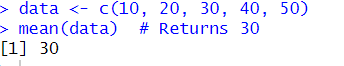 > data <- c(10, 20, 30, 40, 50)
> mean(data)  # Returns 30
[1] 30